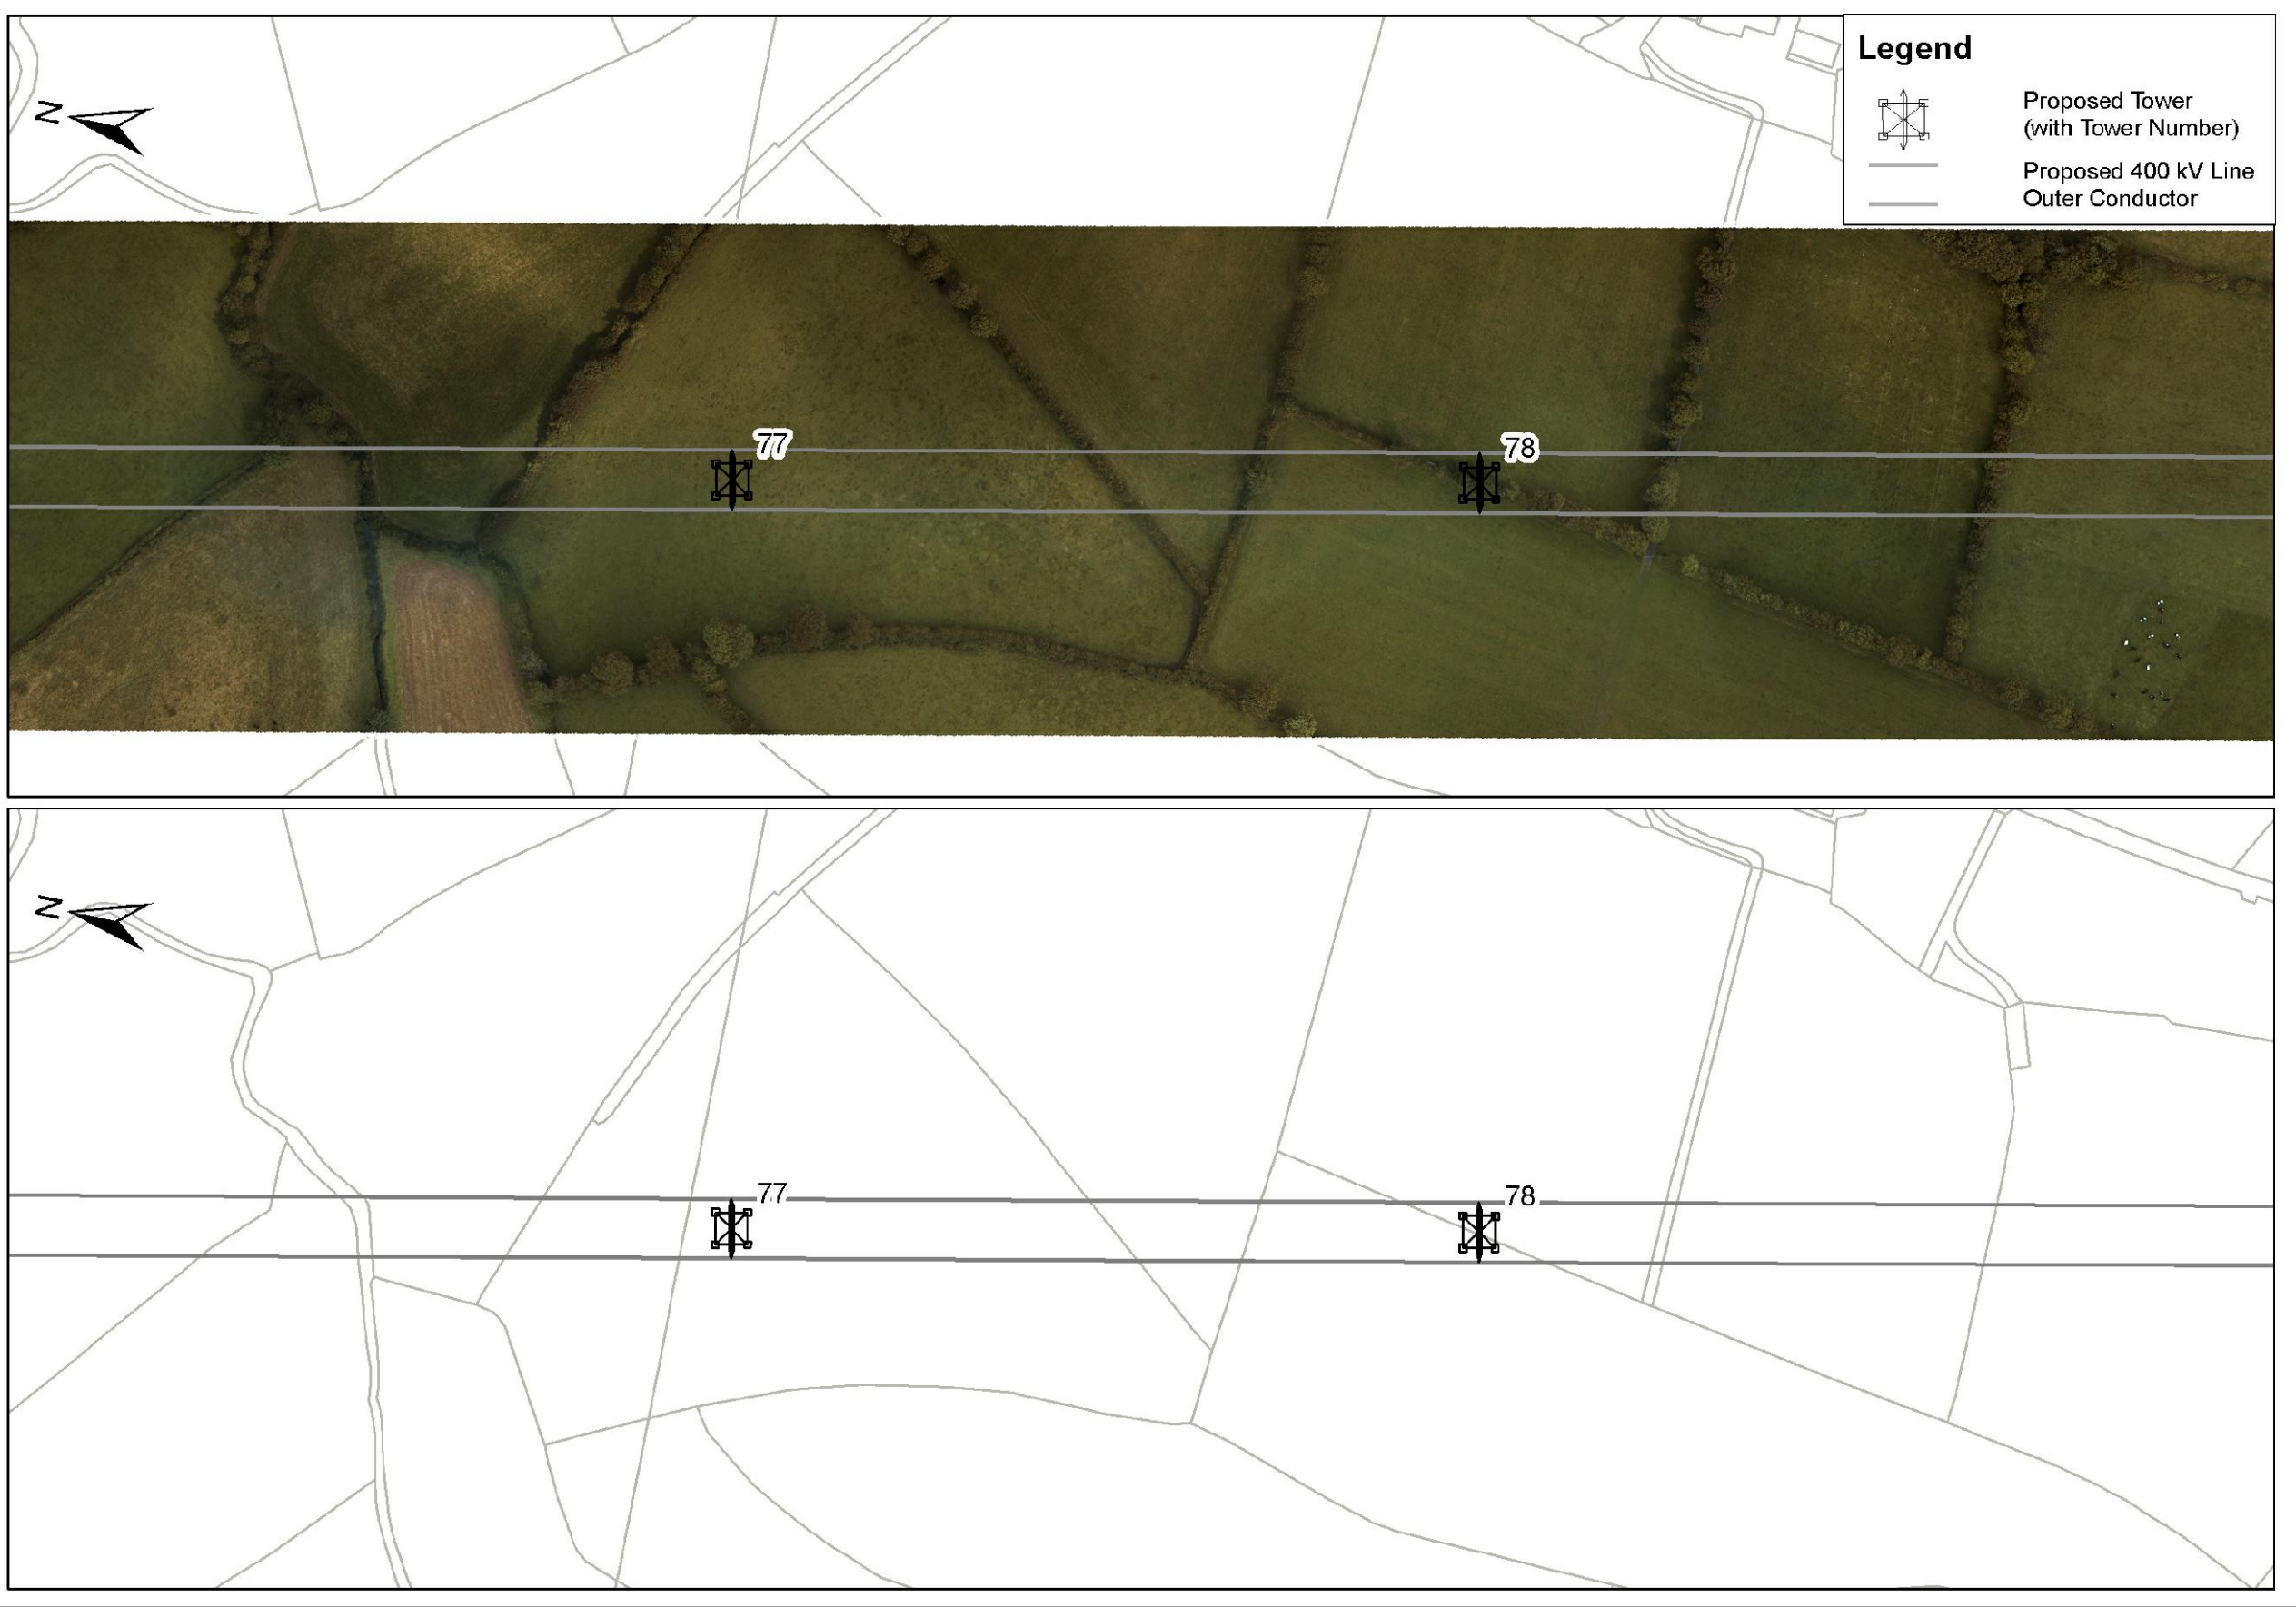 Legend
Proposed Tower
(with Tower Number)
Proposed 400 kV Line
Outer Conductor
N
77
78
N
77
78